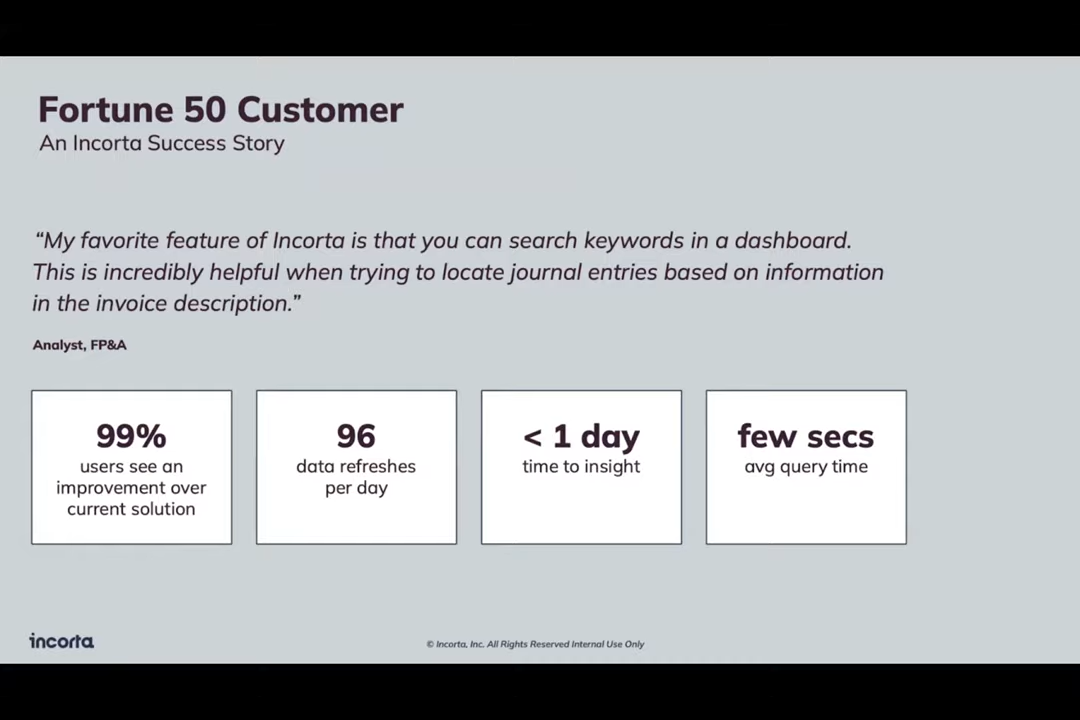 Fortune 50 Customer
An Incorta Success Story
“My favorite feature of Incorta is that you can search keywords in a dashboard.
This is incredibly helpful when trying to locate journal entries based on information
in the invoice description.”
Analyst, FP&A
99%
users see an
improvement over
current solution
96
data refreshes
per day
< 1 day
time to insight
few secs
avg query time
incorta
© Incorta, Inc. All Rights Reserved Internal Use Only